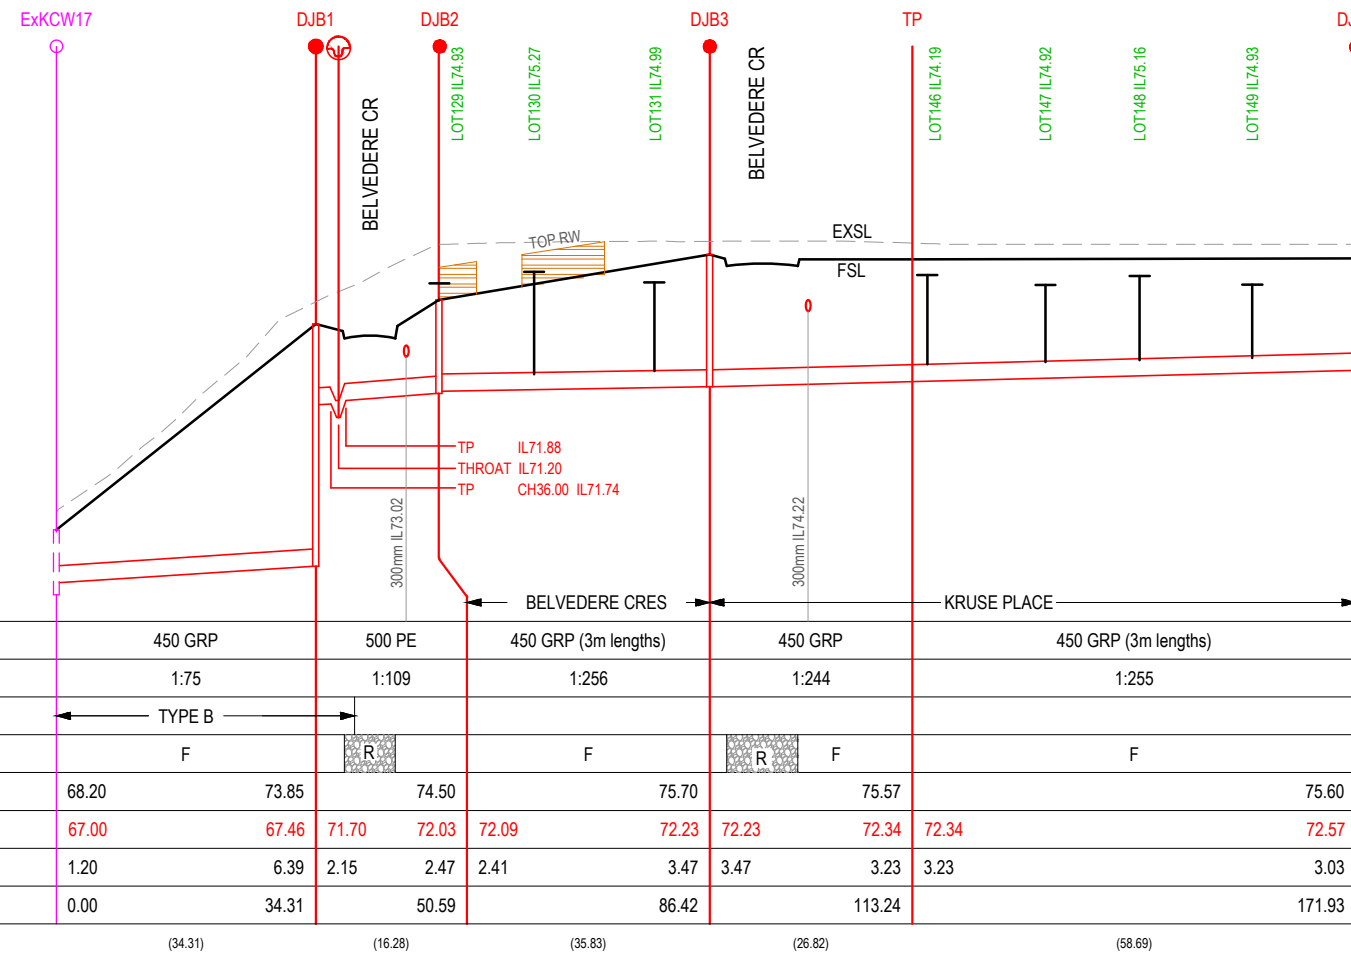 ExKCW17 DJB1 DJB2 DJB3 TP
BELVEDERE CR
LOT129 IL74.93
LOT130 IL75.27
LOT131 IL74.99
BELVEDERE CR
LOT146 IL74.19
LOT147 IL74.92
LOT148 IL75.16
LOT149 IL74.93
TOP RW
EXSL
FSL
TP IL71.88
THROAT IL71.20
TP CH36.00 IL71.74
300mm IL73.02
300mm IL74.22
BELVEDERE CRES KRUSE PLACE
450 GRP 500 PE 450 GRP (3m lengths) 450 GRP 450 GRP (3m lengths)
1:75 1:109 1:256 1:244 1:255
TYPE B
F R F R F F
68.20 73.85 74.50 75.70 75.57 75.60
67.00 67.46 71.70 72.03 72.09 72.23 72.23 72.34 72.34 72.57
1.20 6.39 2.15 2.47 2.41 3.47 3.47 3.23 3.23 3.03
0.00 34.31 50.59 86.42 113.24 171.93
(34.31) (16.28) (35.83) (26.82) (58.69)